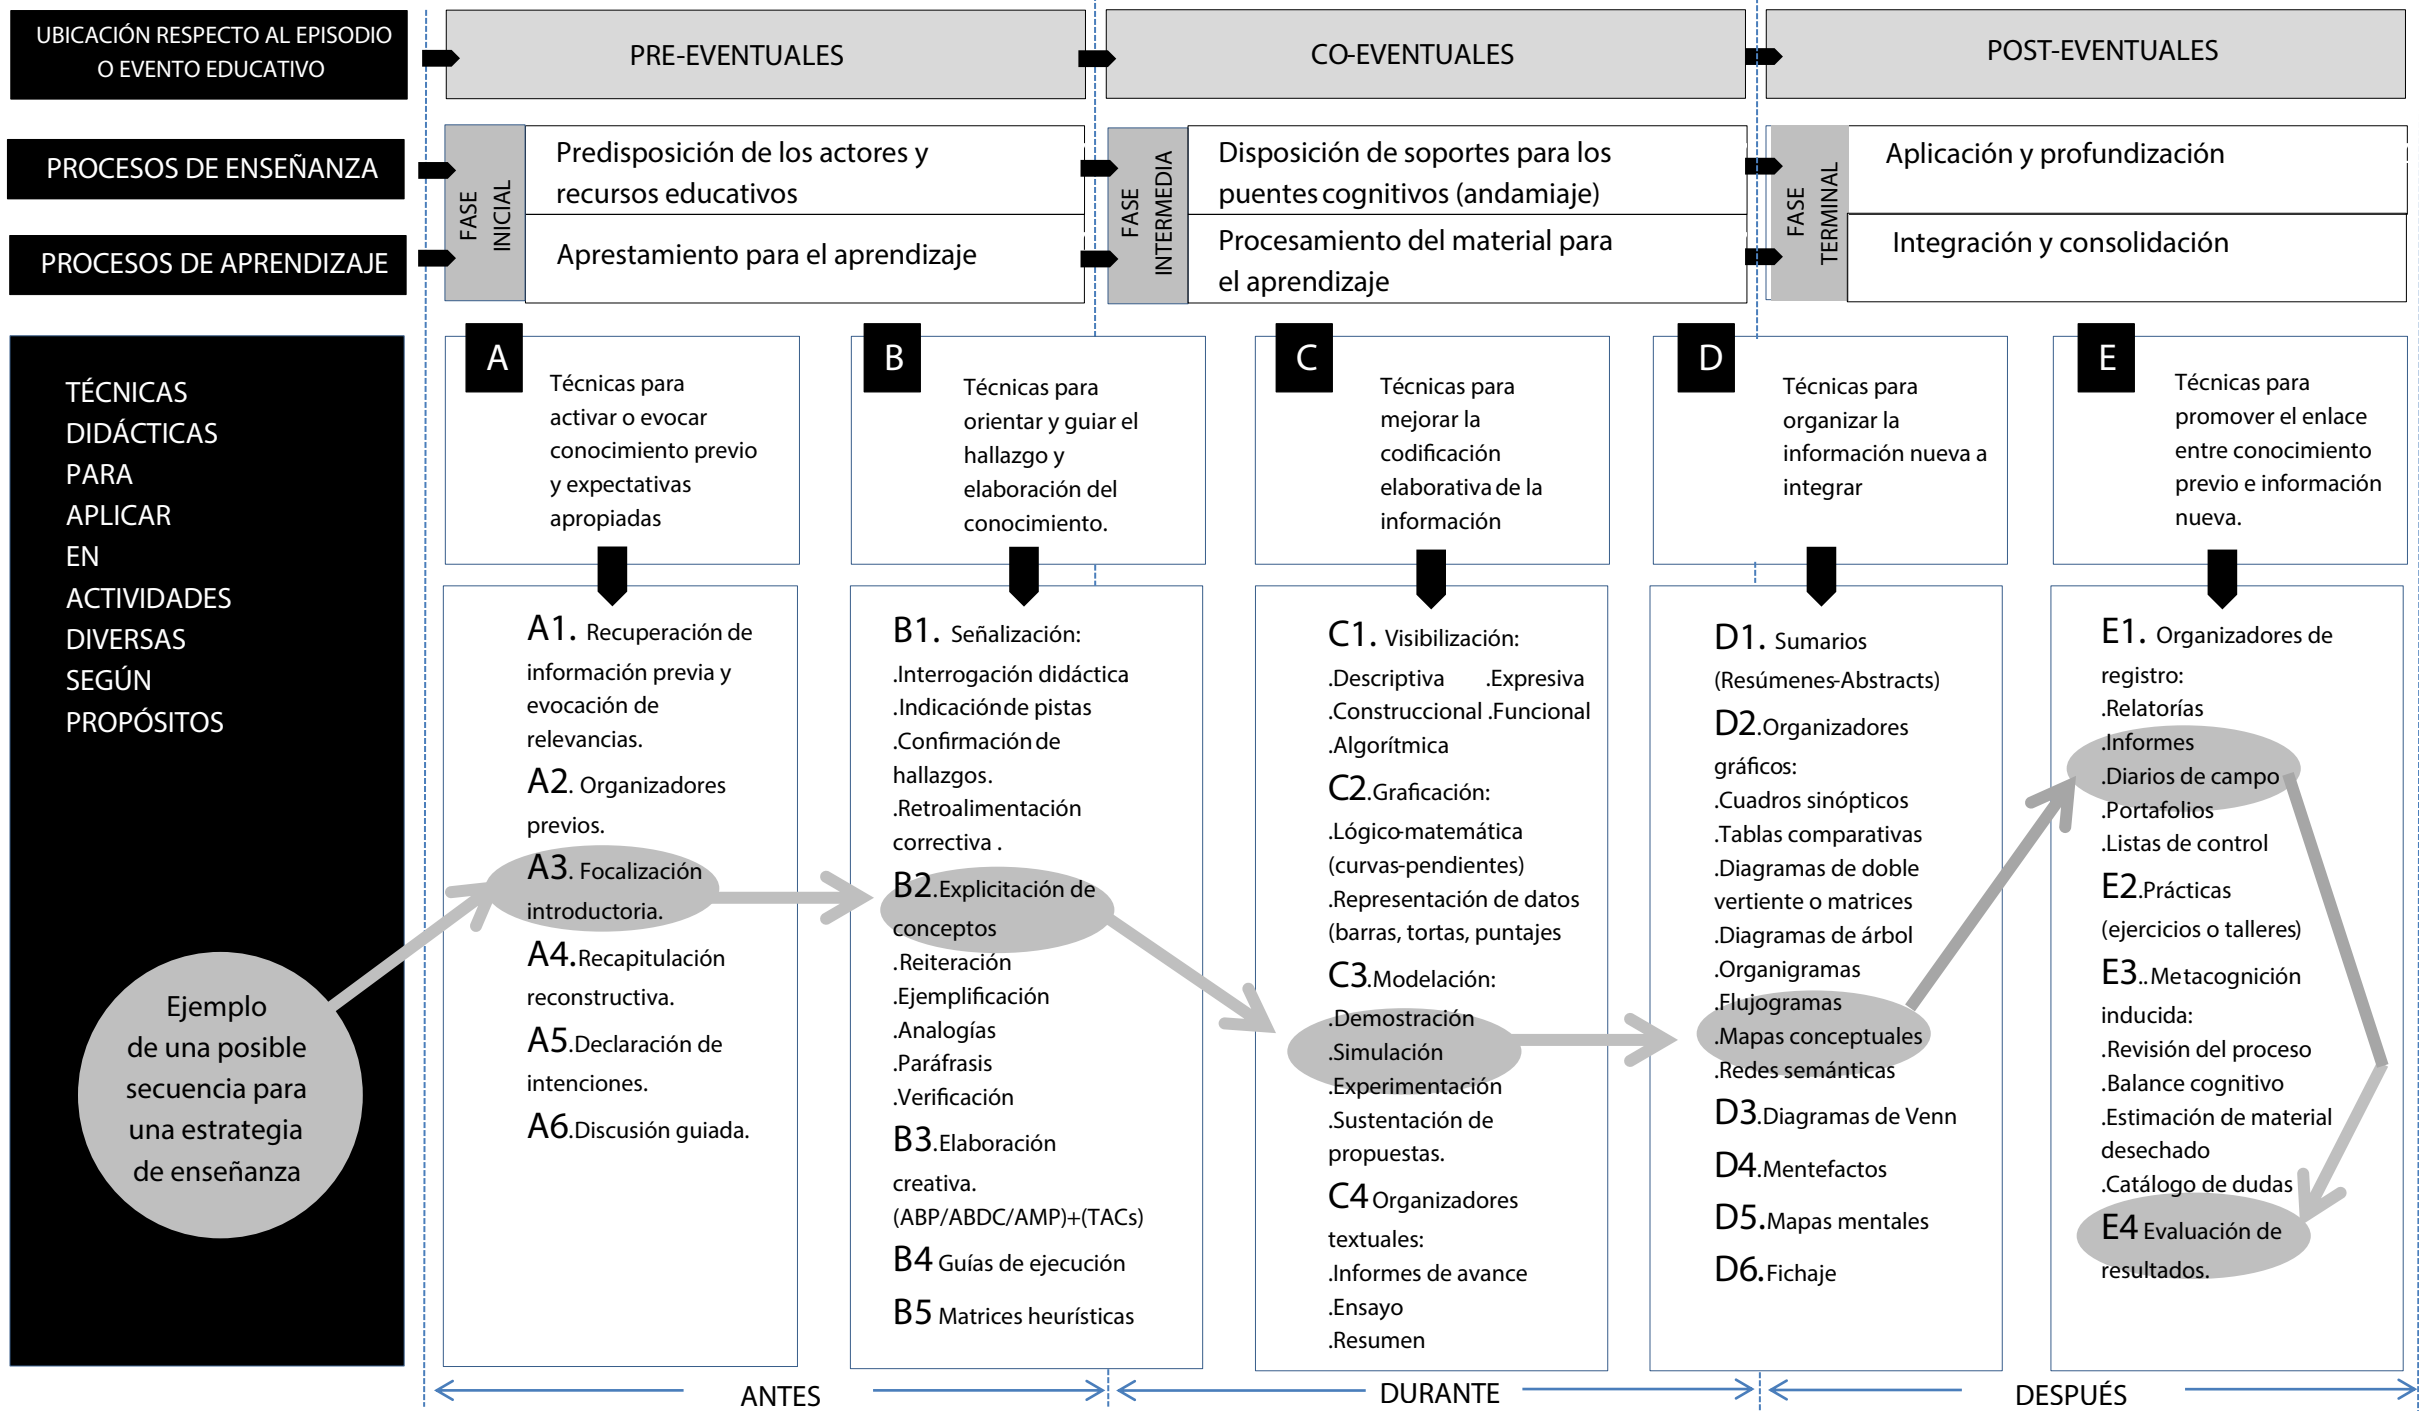 UBICACIÓN RESPECTO AL EPISODIO
O EVENTO EDUCATIVO
PRE-EVENTUALES
CO-EVENTUALES
POST-EVENTUALES
PROCESOS DE ENSEÑANZA
PROCESOS DE APRENDIZAJE
FASE
INICIAL
Predisposición de los actores y
recursos educativos
Aprestamiento para el aprendizaje
FASE
INTERMEDIA
Disposición de soportes para los
puentes cognitivos (andamiaje)
Procesamiento del material para
el aprendizaje
FASE
TERMINAL
Aplicación y profundización
Integración y consolidación
TÉCNICAS
DIDÁCTICAS
PARA
APLICAR
EN
ACTIVIDADES
DIVERSAS
SEGÚN
PROPÓSITOS
Ejemplo
de una posible
secuencia para
una estrategia
de enseñanza
A
Técnicas para
activar o evocar
conocimiento previo
y expectativas
apropiadas
A1. Recuperación de
información previa y
evocación de
relevancias.
A2. Organizadores
previos.
A3. Focalización
introductoria.
A4.Recapitulación
reconstructiva.
A5.Declaración de
intenciones.
A6.Discusión guiada.
B
Técnicas para
orientar y guiar el
hallazgo y
elaboración del
conocimiento.
B1. Señalización:
.Interrogación didáctica
.Indicación de pistas
.Confirmación de
hallazgos.
.Retroalimentación
correctiva .
B2.Explicitación de
conceptos
.Reiteración
.Ejemplificación
.Analogías
.Paráfrasis
.Verificación
B3.Elaboración
creativa.
(ABP/ABDC/AMP)+(TACs)
B4 Guías de ejecución
B5 Matrices heurísticas
C
Técnicas para
mejorar la
codificación
elaborativa de la
información
C1. Visibilización:
.Descriptiva .Expresiva
.Construccional .Funcional
.Algorítmica
C2.Graficación:
.Lógico-matemática
(curvas-pendientes)
.Representación de datos
(barras, tortas, puntajes
C3.Modelación:
.Demostración
.Simulación
.Experimentación
.Sustentación de
propuestas.
C4 Organizadores
textuales:
.Informes de avance
.Ensayo
.Resumen
D
Técnicas para
organizar la
información nueva a
integrar
D1. Sumarios
(Resúmenes-Abstracts)
D2.Organizadores
gráficos:
.Cuadros sinópticos
.Tablas comparativas
.Diagramas de doble
vertiente o matrices
.Diagramas de árbol
.Organigramas
.Flujogramas
.Mapas conceptuales
.Redes semánticas
D3.Diagramas de Venn
D4.Mentefactos
D5.Mapas mentales
D6.Fichaje
E
Técnicas para
promover el enlace
entre conocimiento
previo e información
nueva.
E1. Organizadores de
registro:
.Relatorías
.Informes
.Diarios de campo
.Portafolios
.Listas de control
E2.Prácticas
(ejercicios o talleres)
E3..Metacognición
inducida:
.Revisión del proceso
.Balance cognitivo
.Estimación de material
desechado
.Catálogo de dudas
E4 Evaluación de
resultados.
ANTES
DURANTE
DESPUÉS